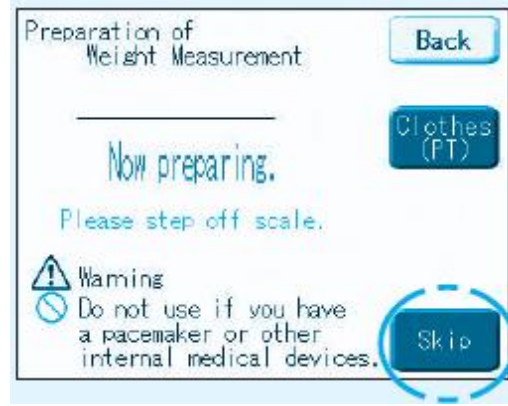 Preparation of
Weight Measurement
Back
Clothes
(PT)
Now preparing.
Please step off scale.
Warning
Do not use if you have
a pacemaker or other
internal medical devices.
Skip